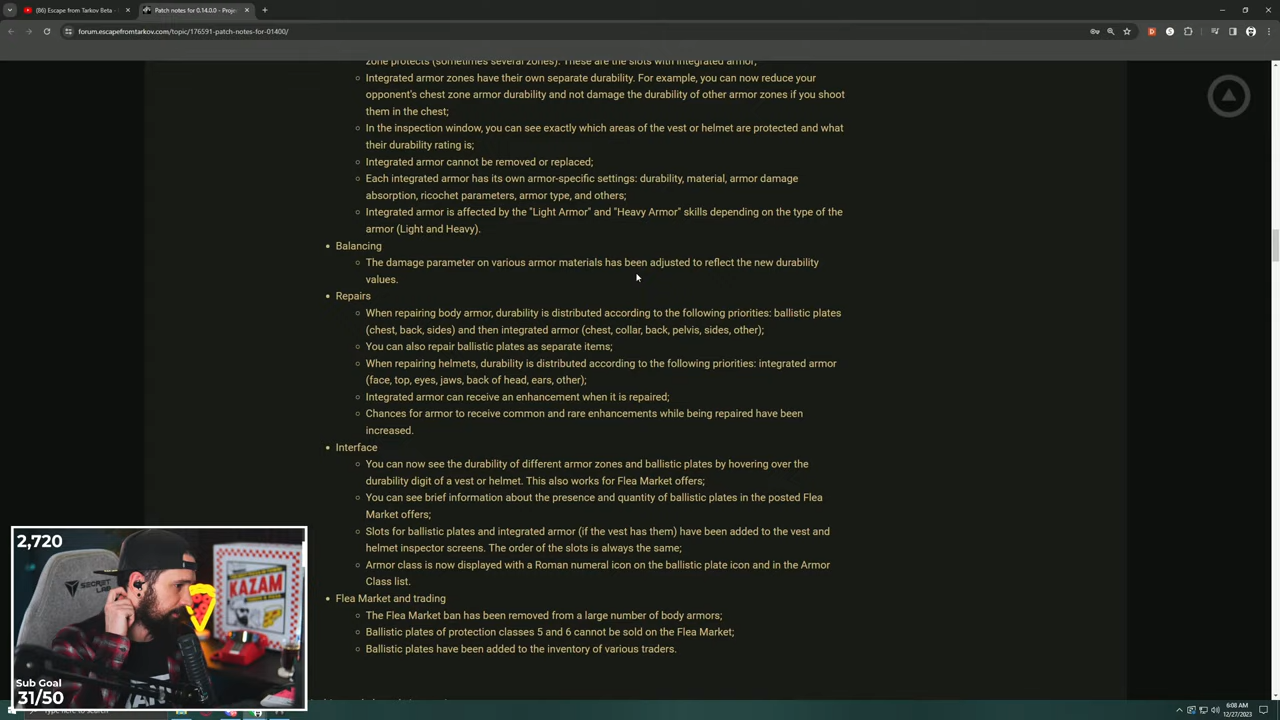 (86) Escape from Tarkov Beta -
Patch notes for 0.14.0.0 - Proje
forum.escapefromtarkov.com/topic/176591-patch-notes-for-01400/
zone protects (sometimes several zones). These are the slots with integrated armor;
Integrated armor zones have their own separate durability. For example, you can now reduce your
opponent's chest zone armor durability and not damage the durability of other armor zones if you shoot
them in the chest;
In the inspection window, you can see exactly which areas of the vest or helmet are protected and what
their durability rating is;
Integrated armor cannot be removed or replaced;
Each integrated armor has its own armor-specific settings: durability, material, armor damage
absorption, ricochet parameters, armor type, and others;
Integrated armor is affected by the "Light Armor" and "Heavy Armor" skills depending on the type of the
armor (Light and Heavy).
Balancing
The damage parameter on various armor materials has been adjusted to reflect the new durability
values.
Repairs
When repairing body armor, durability is distributed according to the following priorities: ballistic plates
(chest, back, sides) and then integrated armor (chest, collar, back, pelvis, sides, other);
You can also repair ballistic plates as separate items;
When repairing helmets, durability is distributed according to the following priorities: integrated armor
(face, top, eyes, jaws, back of head, ears, other);
Integrated armor can receive an enhancement when it is repaired;
Chances for armor to receive common and rare enhancements while being repaired have been
increased.
Interface
You can now see the durability of different armor zones and ballistic plates by hovering over the
durability digit of a vest or helmet. This also works for Flea Market offers;
You can see brief information about the presence and quantity of ballistic plates in the posted Flea
Market offers;
Slots for ballistic plates and integrated armor (if the vest has them) have been added to the vest and
helmet inspector screens. The order of the slots is always the same;
Armor class is now displayed with a Roman numeral icon on the ballistic plate icon and in the Armor
Class list.
Flea Market and trading
The Flea Market ban has been removed from a large number of body armors;
Ballistic plates of protection classes 5 and 6 cannot be sold on the Flea Market;
Ballistic plates have been added to the inventory of various traders.
2,720
SECRET
KAZAM
Sub Goal
31/50
6:08 AM
12/27/2023